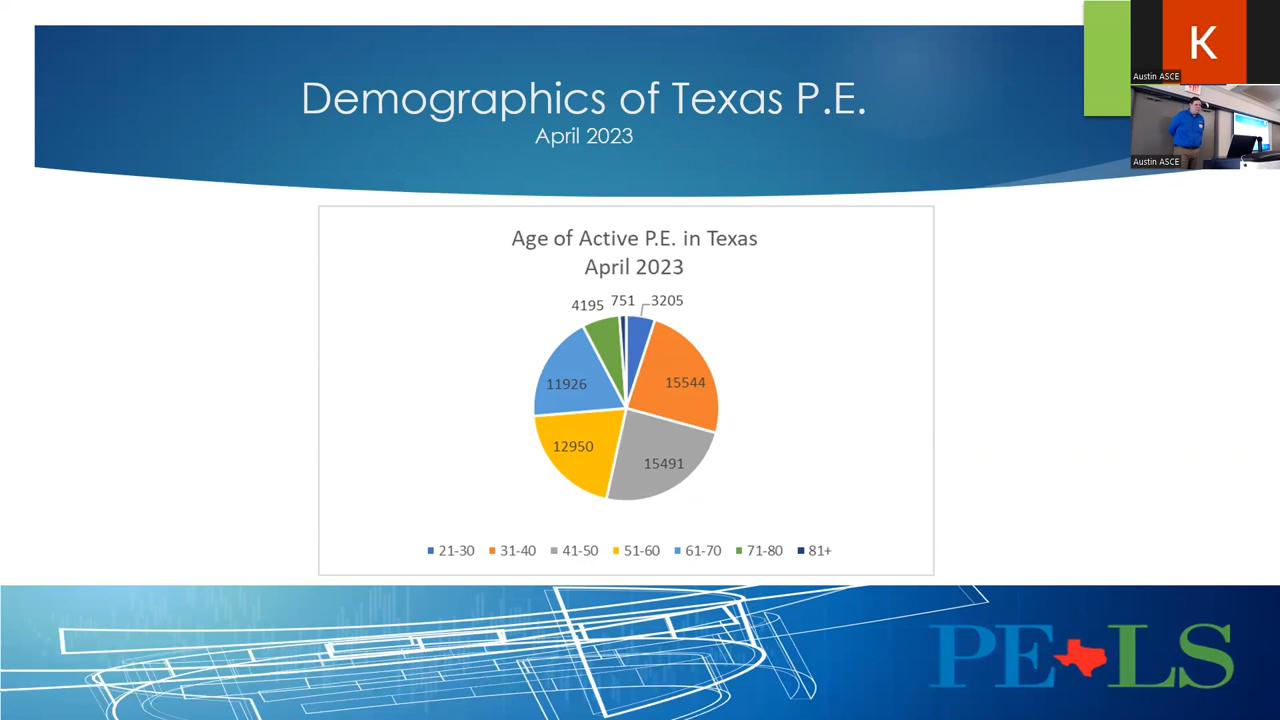 Demographics of Texas P.E.
April 2023
K
Austin ASCE
Austin ASCE
Age of Active P.E. in Texas
April 2023
4195 751 3205
11926 15544
12950 15491
21-30 31-40 41-50 51-60 61-70 71-80 81+
PE LS